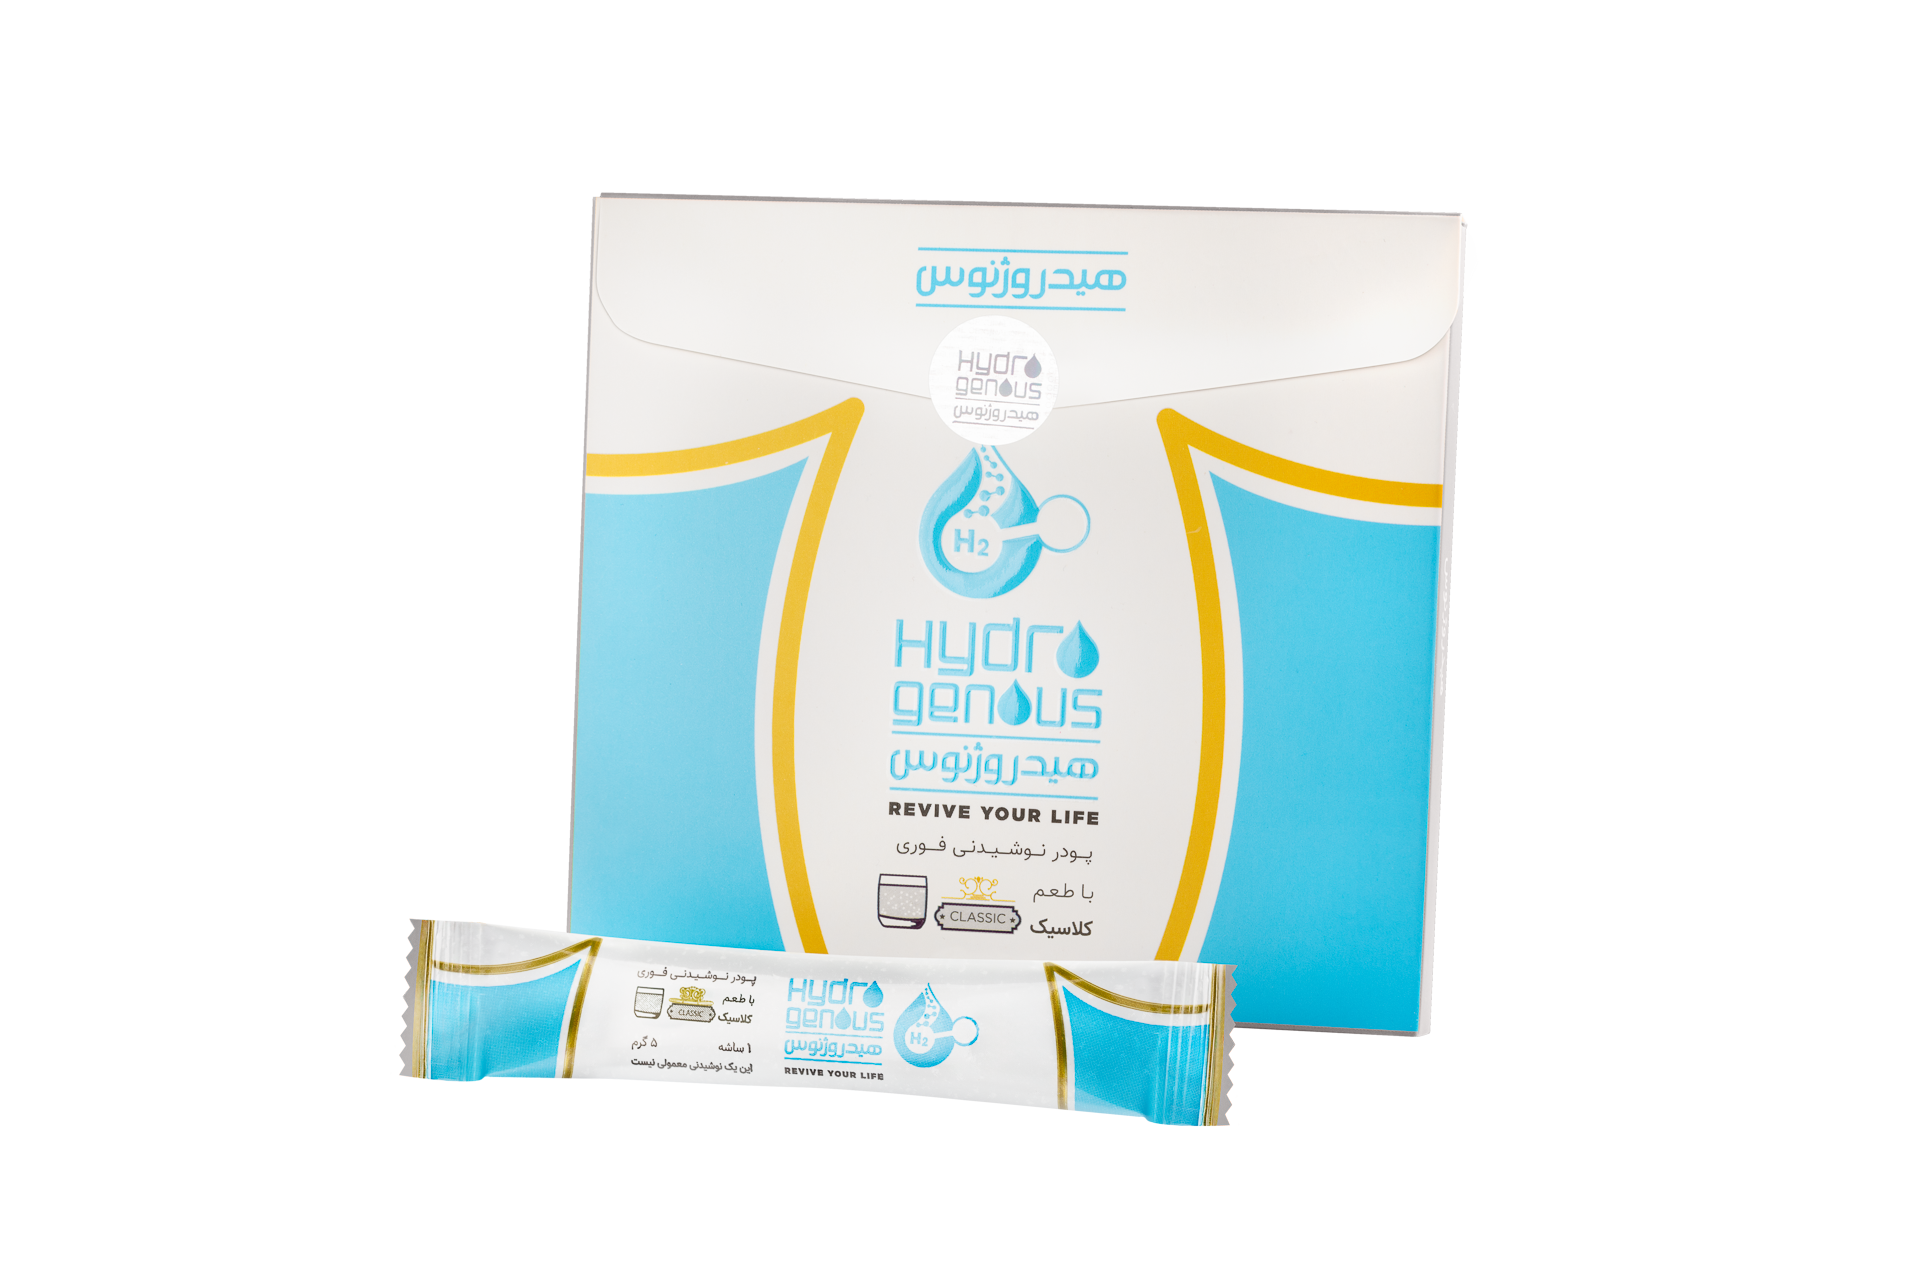 هیدروژنوس
Hydro
genous
هیدروژنوس
H2
Hydro
genous
هیدروژنوس
REVIVE YOUR LIFE
پودر نوشیدنی فوری
با طعم
CLASSIC
کلاسیک
پودر نوشیدنی فوری
با طعم
CLASSIC
کلاسیک
۱ ساشه
۵ گرم
این یک نوشیدنی معمولی نیست
Hydro
genous
هیدروژنوس
REVIVE YOUR LIFE
H2